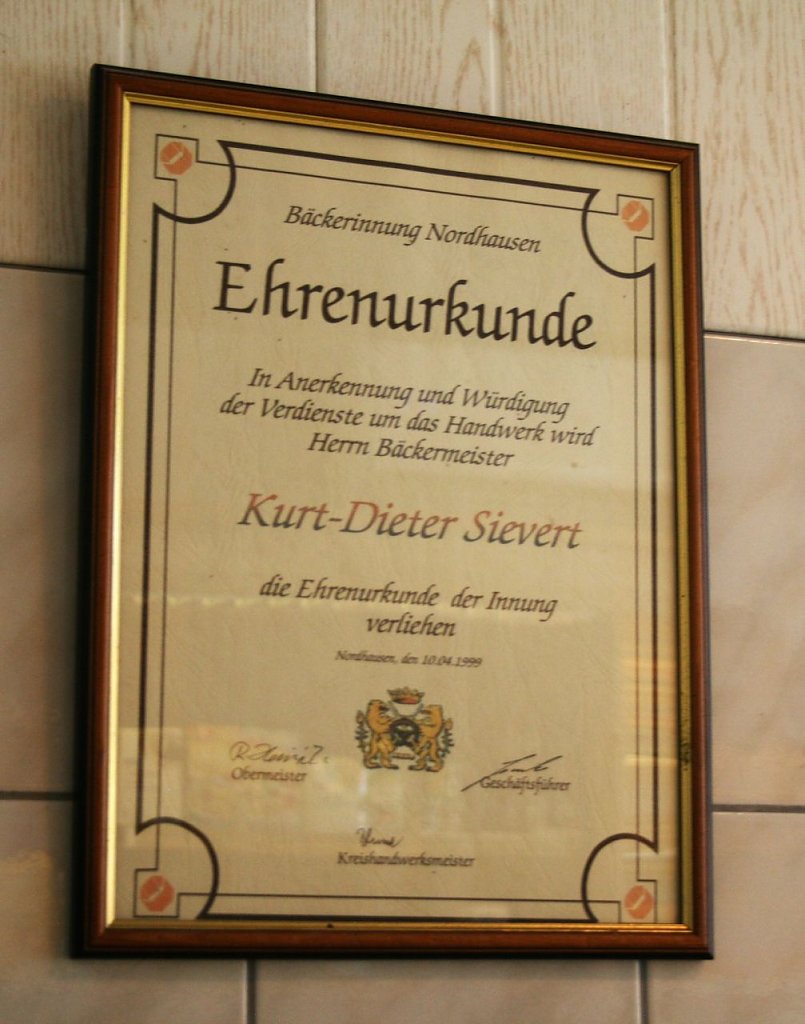 Bäckerinnung Nordhausen
Ehrenurkunde
In Anerkennung und Würdigung
der Verdienste um das Handwerk wird
Herrn Bäckermeister
Kurt-Dieter Sievert
die Ehrenurkunde der Innung
verliehen
Nordhausen, den 10.04.1999
Obermeister
Geschäftsführer
Kreishandwerksmeister